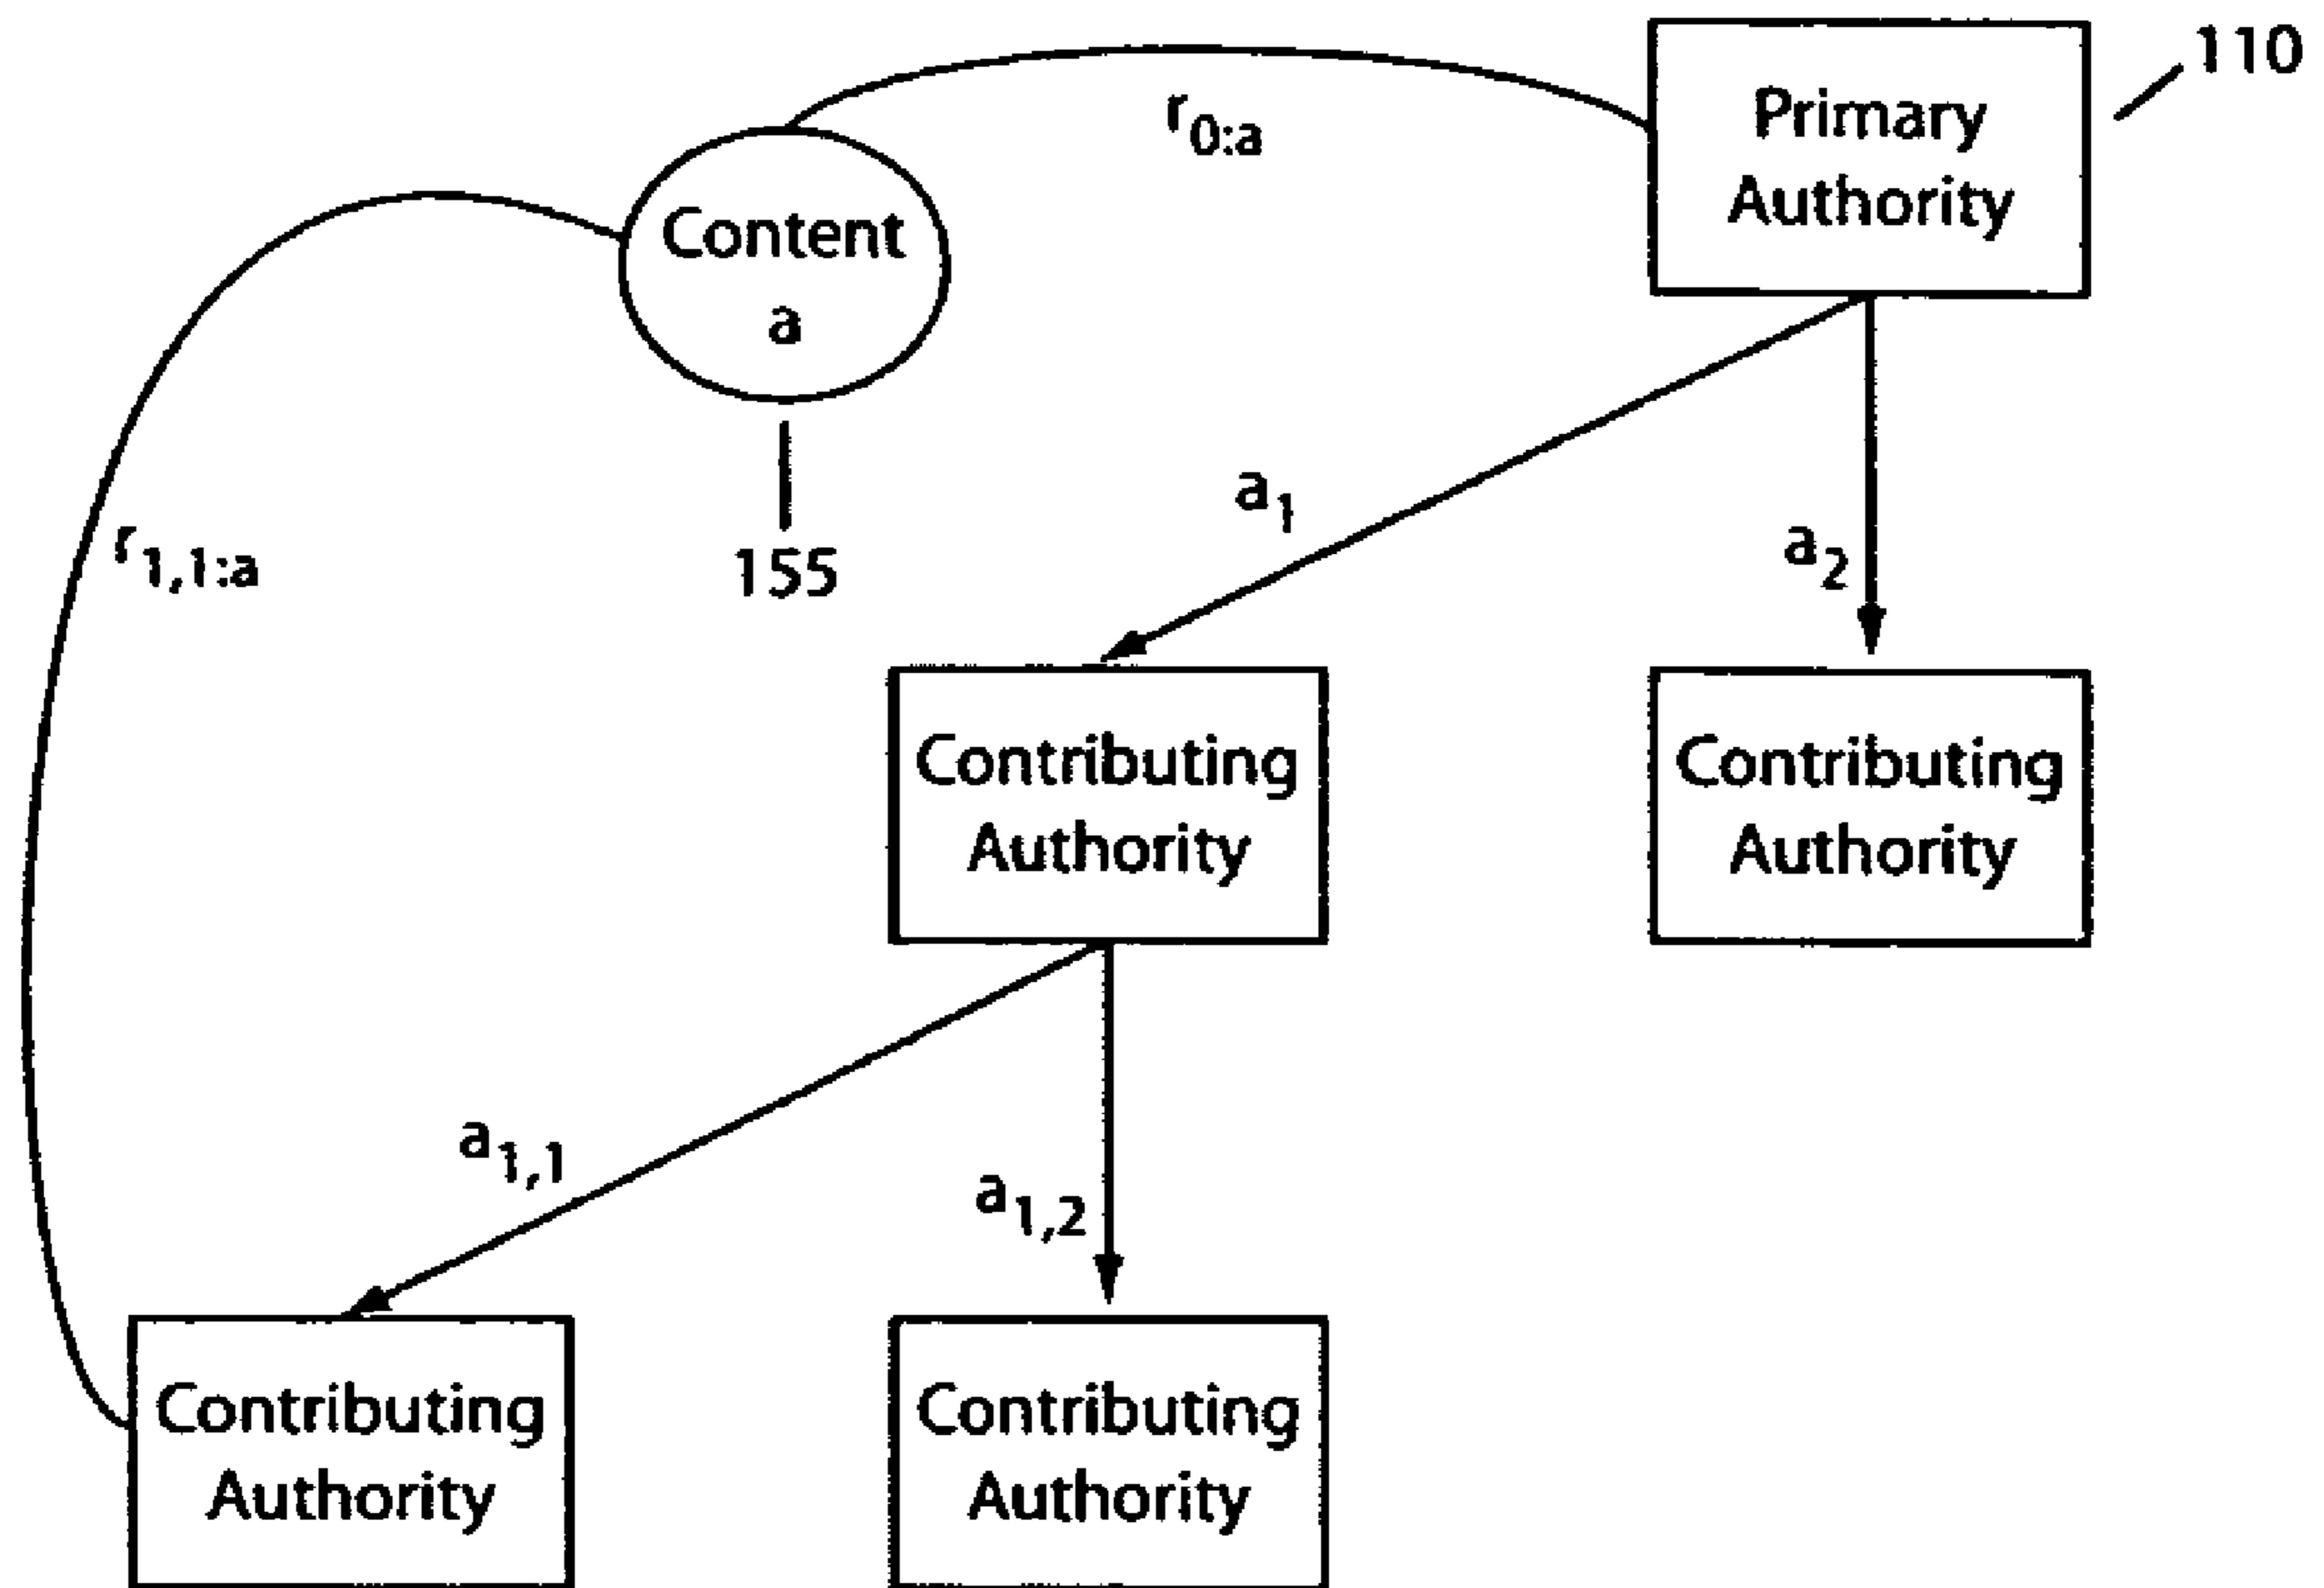 110
Primary
Authority
r0:a
Content
a
155
r1,1:a
a1
a2
Contributing
Authority
Contributing
Authority
a1,1
a1,2
Contributing
Authority
Contributing
Authority